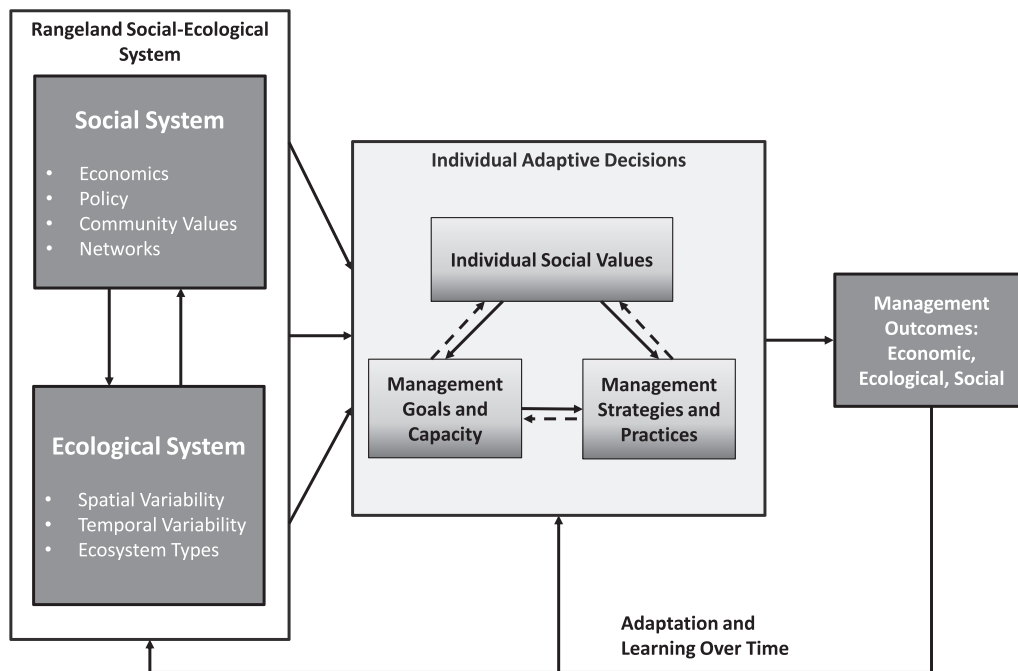 Rangeland Social-Ecological
System
Social System
• Economics
• Policy
• Community Values
• Networks
Ecological System
• Spatial Variability
• Temporal Variability
• Ecosystem Types
Individual Adaptive Decisions
Individual Social Values
Management
Goals and
Capacity
Management
Strategies and
Practices
Management
Outcomes:
Economic,
Ecological, Social
Adaptation and
Learning Over Time